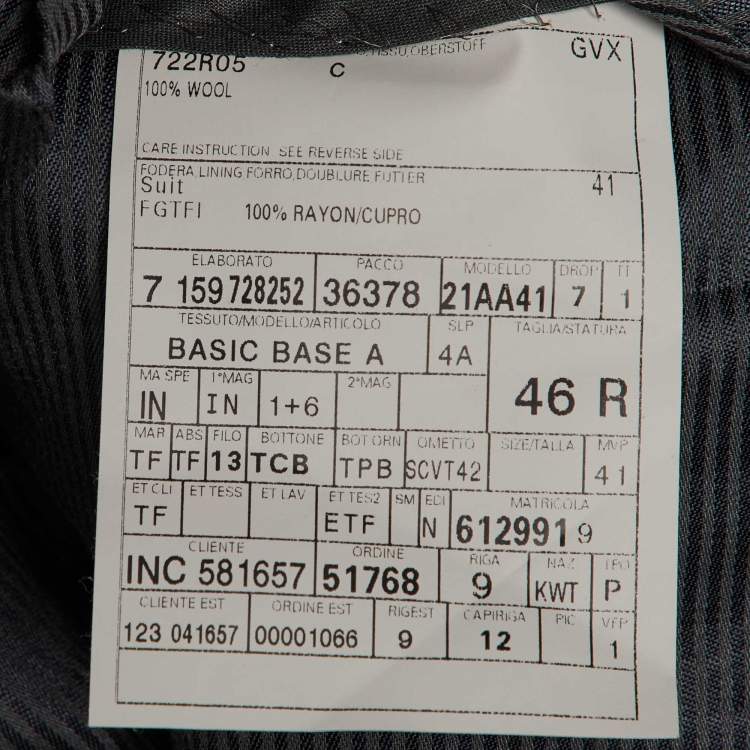 TISSU,OBERSTOFF
722R05 C GVX
100% WOOL
CARE INSTRUCTION SEE REVERSE SIDE
FODERA,LINING FORRO,DOUBLURE FUTTER
Suit 41
FGTFI 100% RAYON/CUPRO
ELABORATO PACCO MODELLO DROP TT
7 159728252 36378 21AA41 7 1
TESSUTO/MODELLO/ARTICOLO SLP TAGLIA/STATURA
BASIC BASE A 4A 46 R
MA SPE 1°MAG 2°MAG
IN IN 1+6
MAR ABS FILO BOTTONE BOT ORN OMETTO SIZE/TALLA MVP
TF TF 13 TCB TPB SCVT42 41
ET CLI ET TESS ET LAV ET TES2 SM EDI MATRICOLA
TF ETF N 612991 9
CLIENTE ORDINE RIGA NAZ TPO
INC 581657 51768 9 KWT P
CLIENTE EST ORDINE EST RIGEST CAPIRIGA PIC VFP
123 041657 00001066 9 12 1